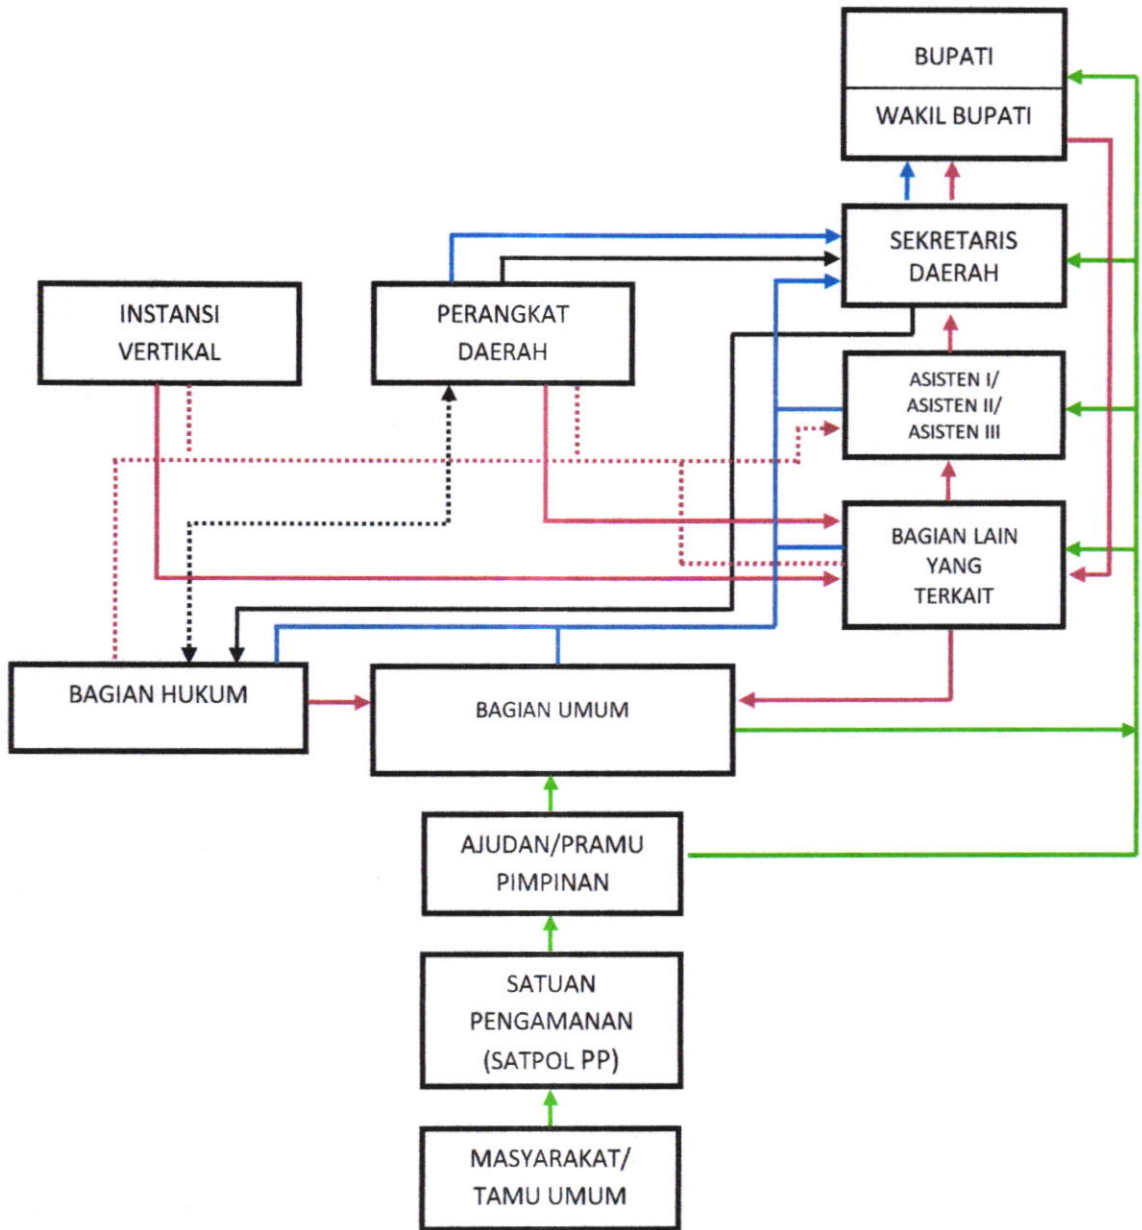 BUPATI
WAKIL BUPATI
SEKRETARIS
DAERAH
INSTANSI
VERTIKAL
PERANGKAT
DAERAH
ASISTEN I/
ASISTEN II/
ASISTEN III
BAGIAN LAIN
YANG
TERKAIT
BAGIAN HUKUM
BAGIAN UMUM
AJUDAN/PRAMU
PIMPINAN
SATUAN
PENGAMANAN
(SATPOL PP)
MASYARAKAT/
TAMU UMUM